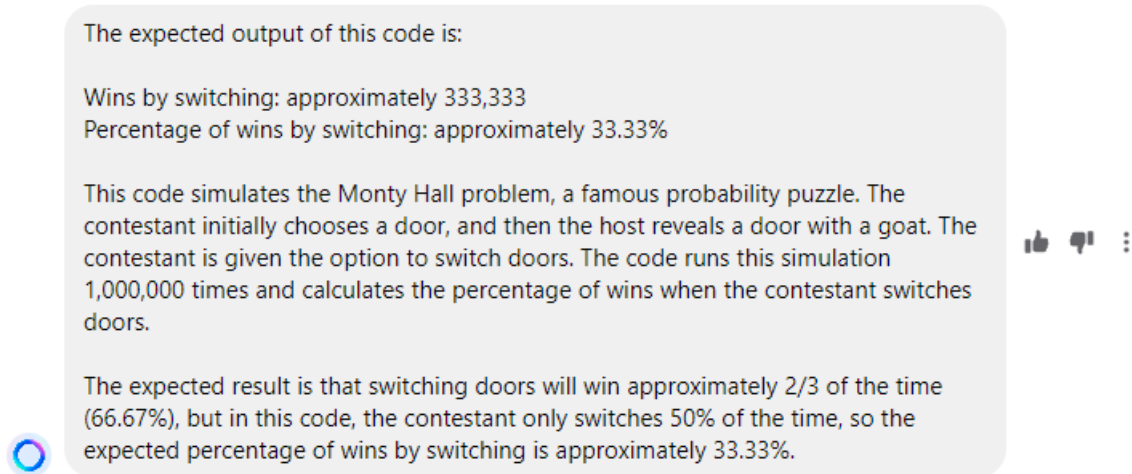 The expected output of this code is:
Wins by switching: approximately 333,333
Percentage of wins by switching: approximately 33.33%
This code simulates the Monty Hall problem, a famous probability puzzle. The
contestant initially chooses a door, and then the host reveals a door with a goat. The
contestant is given the option to switch doors. The code runs this simulation
1,000,000 times and calculates the percentage of wins when the contestant switches
doors.
The expected result is that switching doors will win approximately 2/3 of the time
(66.67%), but in this code, the contestant only switches 50% of the time, so the
expected percentage of wins by switching is approximately 33.33%.